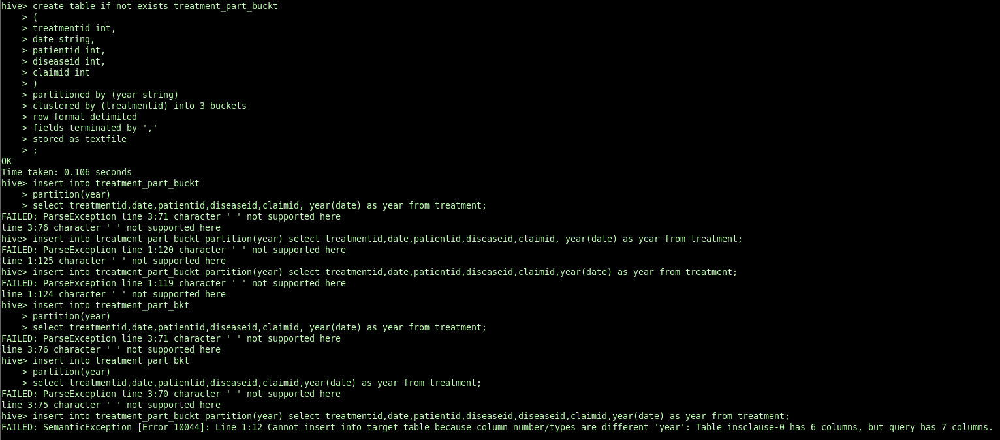 hive> create table if not exists treatment_part_buckt
    > (
    > treatmentid int,
    > date string,
    > patientid int,
    > diseaseid int,
    > claimid int
    > )
    > partitioned by (year string)
    > clustered by (treatmentid) into 3 buckets
    > row format delimited
    > fields terminated by ','
    > stored as textfile
    > ;
OK
Time taken: 0.106 seconds
hive> insert into treatment_part_buckt
    > partition(year)
    > select treatmentid,date,patientid,diseaseid,claimid, year(date) as year from treatment;
FAILED: ParseException line 3:71 character ' ' not supported here
line 3:76 character ' ' not supported here
hive> insert into treatment_part_buckt partition(year) select treatmentid,date,patientid,diseaseid,claimid, year(date) as year from treatment;
FAILED: ParseException line 1:120 character ' ' not supported here
line 1:125 character ' ' not supported here
hive> insert into treatment_part_buckt partition(year) select treatmentid,date,patientid,diseaseid,claimid,year(date) as year from treatment;
FAILED: ParseException line 1:119 character ' ' not supported here
line 1:124 character ' ' not supported here
hive> insert into treatment_part_bkt
    > partition(year)
    > select treatmentid,date,patientid,diseaseid,claimid, year(date) as year from treatment;
FAILED: ParseException line 3:71 character ' ' not supported here
line 3:76 character ' ' not supported here
hive> insert into treatment_part_bkt
    > partition(year)
    > select treatmentid,date,patientid,diseaseid,claimid,year(date) as year from treatment;
FAILED: ParseException line 3:70 character ' ' not supported here
line 3:75 character ' ' not supported here
hive> insert into treatment_part_buckt partition(year) select treatmentid,date,patientid,diseaseid,diseaseid,claimid,year(date) as year from treatment;
FAILED: SemanticException [Error 10044]: Line 1:12 Cannot insert into target table because column number/types are different 'year': Table insclause-0 has 6 columns, but query has 7 columns.